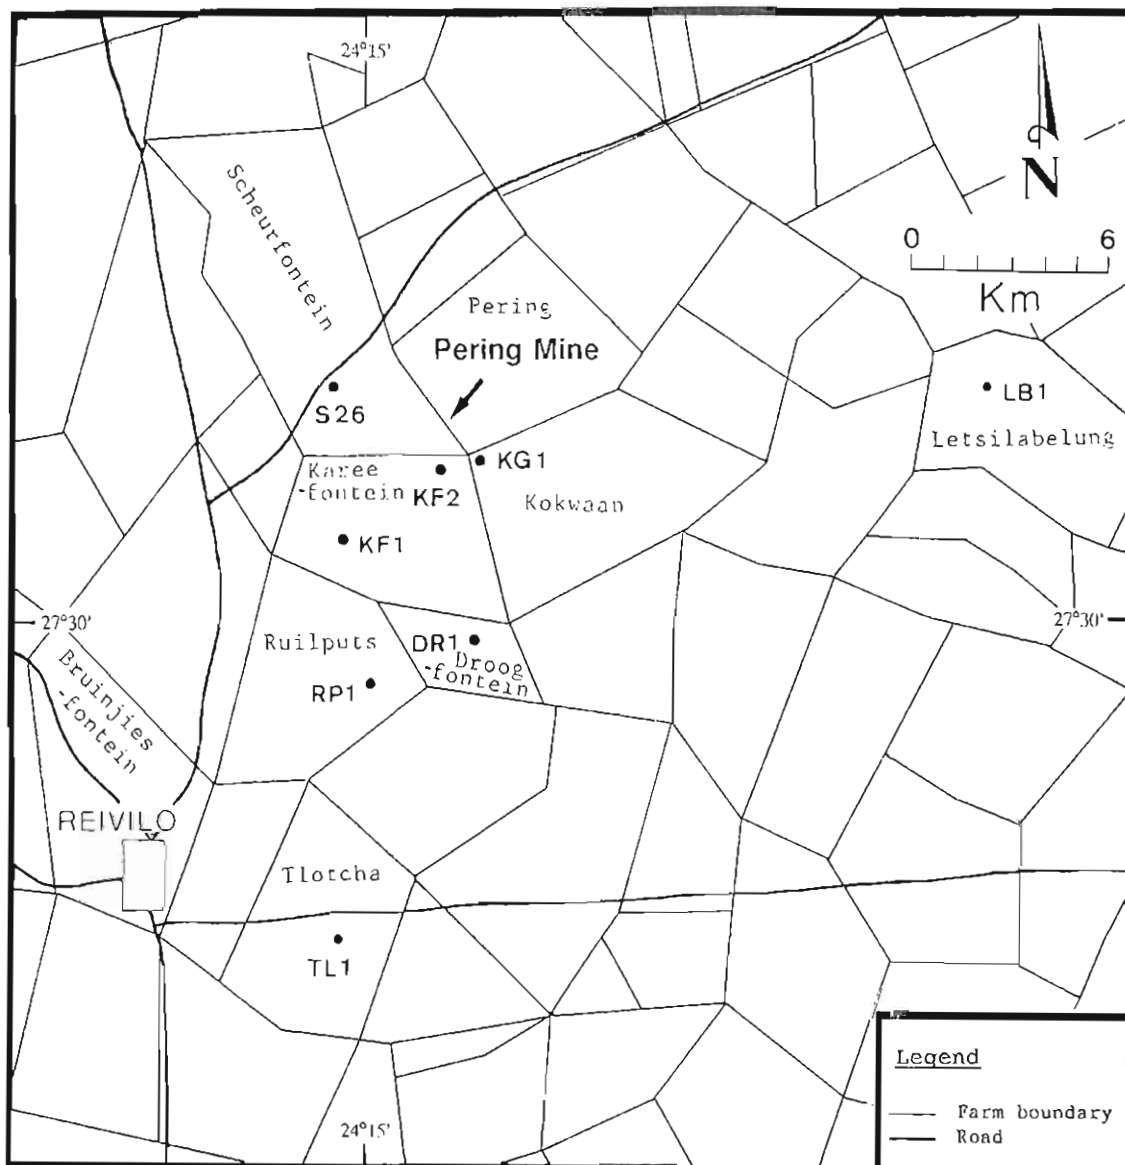 24°15'
N
0 6
Km
Scheurfontein
Pering
Pering Mine
S26
LB1
Letsilabelung
KG1
Karee
-fontein
KF2
Kokwaan
KF1
27°30'
27°30'
Ruilputs
DR1
Droog
-fontein
RP1
Bruinjies
-fontein
REIVILO
Tlotcha
TL1
24°15'
Legend
Farm boundary
Road